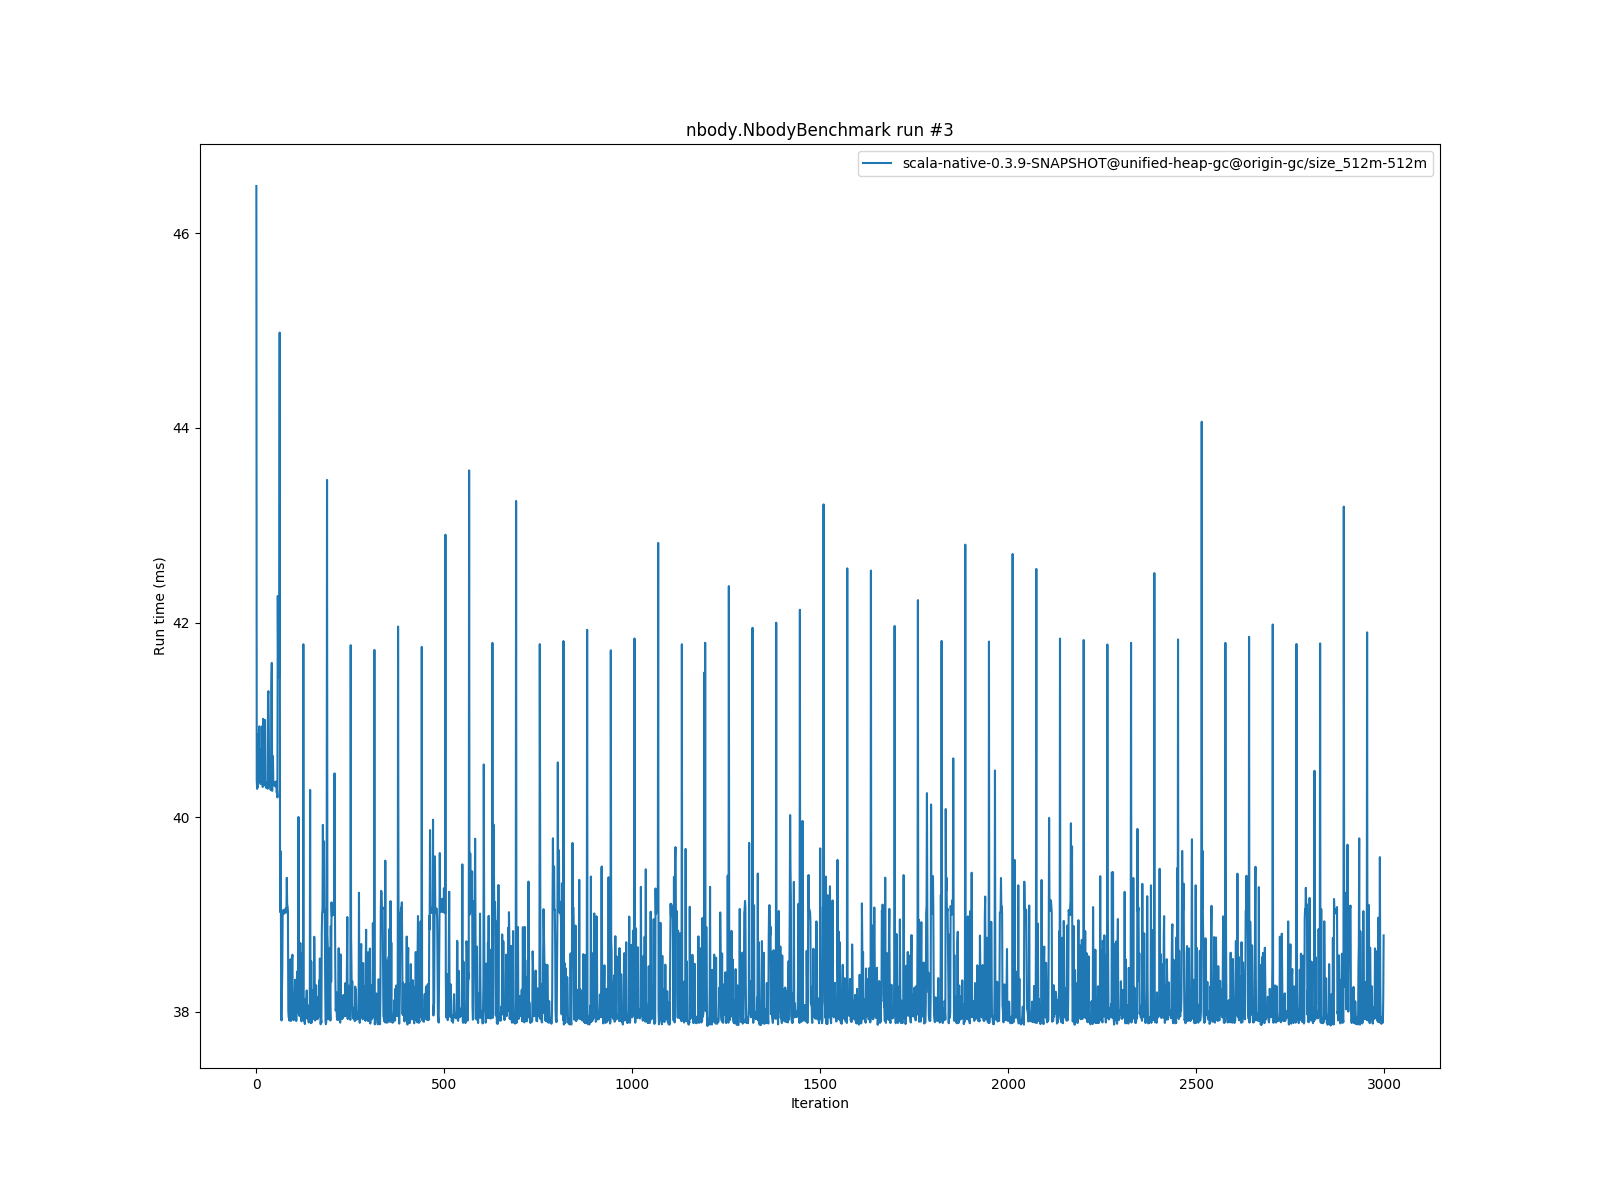 nbody.NbodyBenchmark run #3
scala-native-0.3.9-SNAPSHOT@unified-heap-gc@origin-gc/size_512m-512m
46
44
42
40
38
Run time (ms)
0 500 1000 1500 2000 2500 3000
Iteration